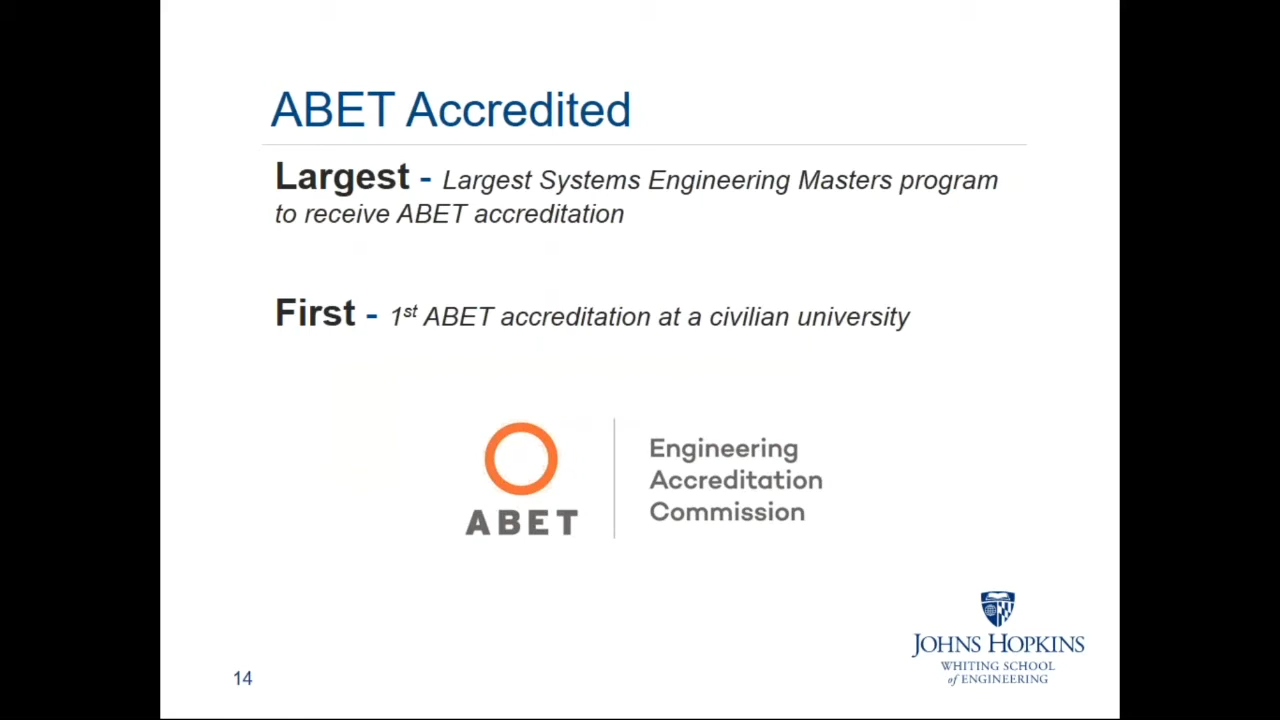 ABET Accredited
Largest - Largest Systems Engineering Masters program
to receive ABET accreditation
First - 1st ABET accreditation at a civilian university
ABET
Engineering
Accreditation
Commission
JOHNS HOPKINS
WHITING SCHOOL
of ENGINEERING
14